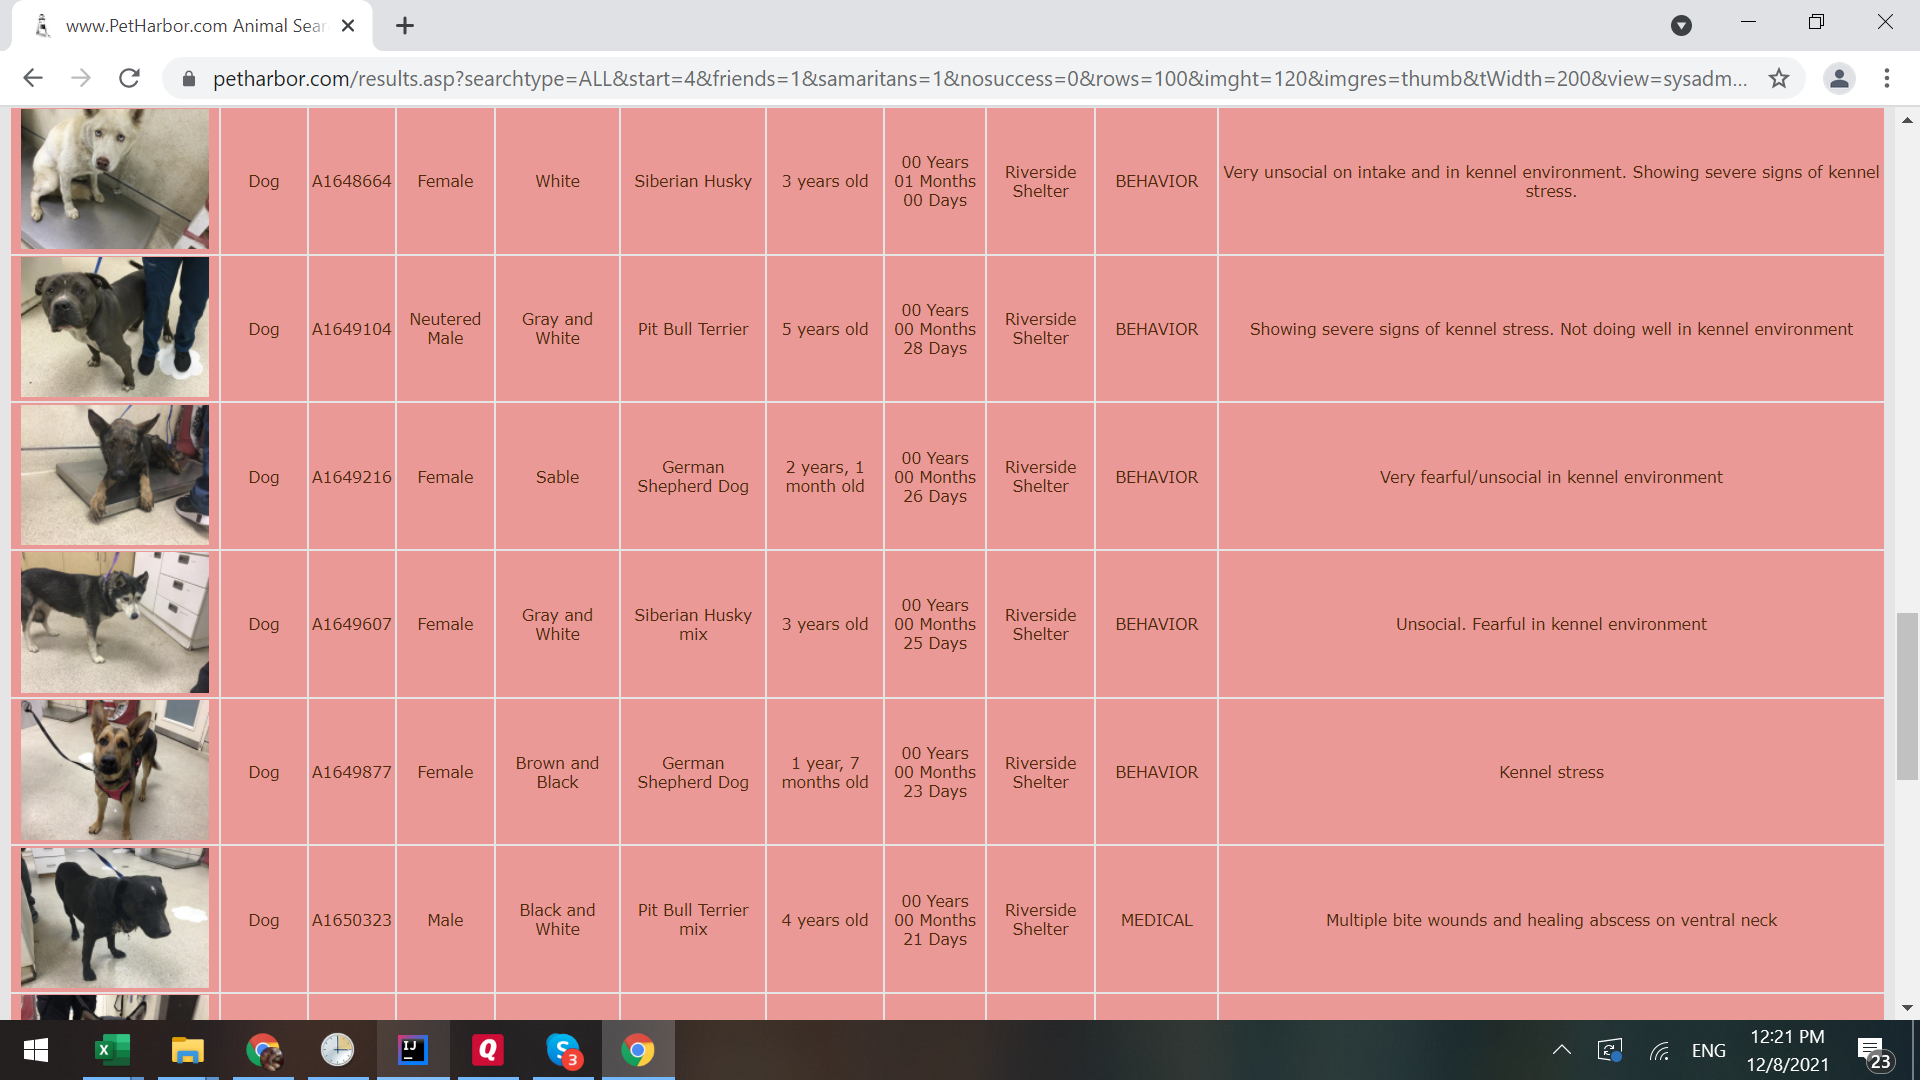 www.PetHarbor.com Animal Sear
petharbor.com/results.asp?searchtype=ALL&start=4&friends=1&samaritans=1&nosuccess=0&rows=100&imght=120&imgres=thumb&tWidth=200&view=sysadm...
Dog
A1648664
Female
White
Siberian Husky
3 years old
00 Years
01 Months
00 Days
Riverside
Shelter
BEHAVIOR
Very unsocial on intake and in kennel environment. Showing severe signs of kennel
stress.
Dog
A1649104
Neutered
Male
Gray and
White
Pit Bull Terrier
5 years old
00 Years
00 Months
28 Days
Riverside
Shelter
BEHAVIOR
Showing severe signs of kennel stress. Not doing well in kennel environment
Dog
A1649216
Female
Sable
German
Shepherd Dog
2 years, 1
month old
00 Years
00 Months
26 Days
Riverside
Shelter
BEHAVIOR
Very fearful/unsocial in kennel environment
Dog
A1649607
Female
Gray and
White
Siberian Husky
mix
3 years old
00 Years
00 Months
25 Days
Riverside
Shelter
BEHAVIOR
Unsocial. Fearful in kennel environment
Dog
A1649877
Female
Brown and
Black
German
Shepherd Dog
1 year, 7
months old
00 Years
00 Months
23 Days
Riverside
Shelter
BEHAVIOR
Kennel stress
Dog
A1650323
Male
Black and
White
Pit Bull Terrier
mix
4 years old
00 Years
00 Months
21 Days
Riverside
Shelter
MEDICAL
Multiple bite wounds and healing abscess on ventral neck
X
IJ
Q
S
3
ENG
12:21 PM
12/8/2021
23